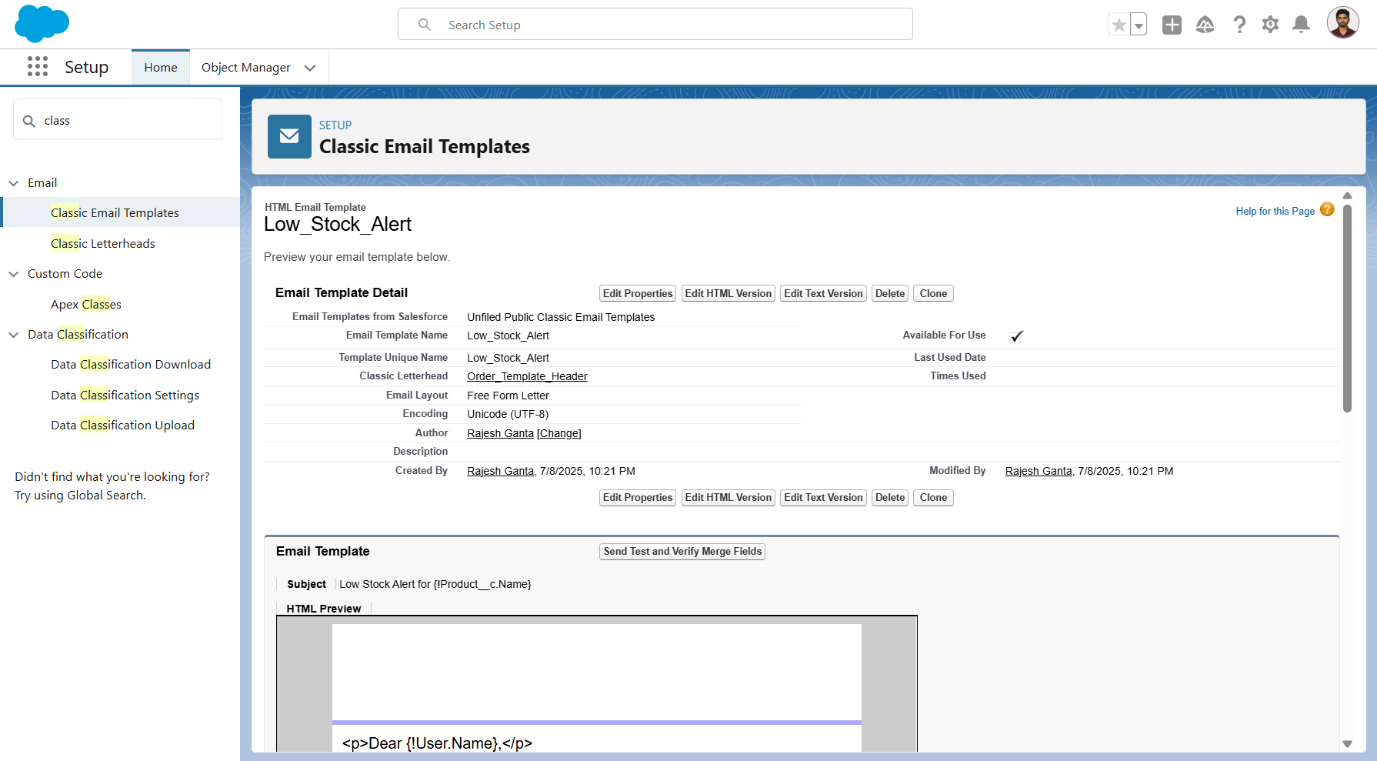 Search Setup
Setup
Home
Object Manager
class
Email
Classic Email Templates
Classic Letterheads
Custom Code
Apex Classes
Data Classification
Data Classification Download
Data Classification Settings
Data Classification Upload
Didn't find what you're looking for?
Try using Global Search.
SETUP
Classic Email Templates
HTML Email Template
Low_Stock_Alert
Help for this Page
Preview your email template below.
Email Template Detail
Edit Properties Edit HTML Version Edit Text Version Delete Clone
Email Templates from Salesforce Unfiled Public Classic Email Templates
Email Template Name Low_Stock_Alert Available For Use
Template Unique Name Low_Stock_Alert Last Used Date
Classic Letterhead Order_Template_Header Times Used
Email Layout Free Form Letter
Encoding Unicode (UTF-8)
Author Rajesh Ganta [Change]
Description
Created By Rajesh Ganta, 7/8/2025, 10:21 PM Modified By Rajesh Ganta, 7/8/2025, 10:21 PM
Edit Properties Edit HTML Version Edit Text Version Delete Clone
Email Template Send Test and Verify Merge Fields
Subject Low Stock Alert for {!Product__c.Name}
HTML Preview
<p>Dear {!User.Name},</p>